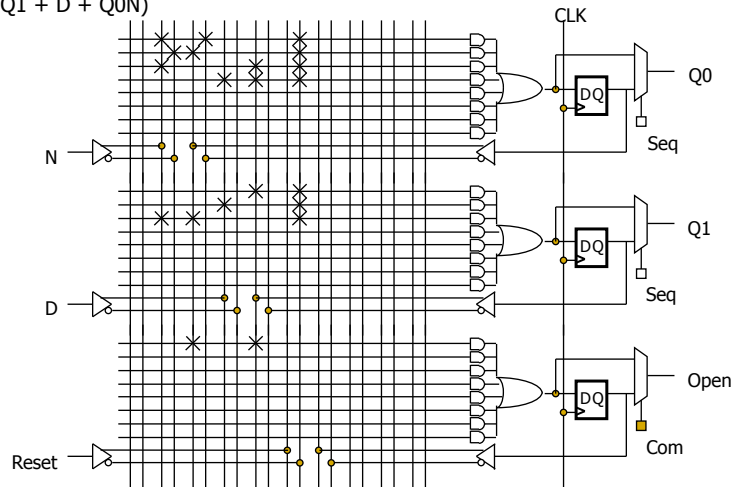 Q1 + D + Q0N)
CLK
DQ
Q0
Seq
N
DQ
Q1
Seq
D
DQ
Open
Com
Reset